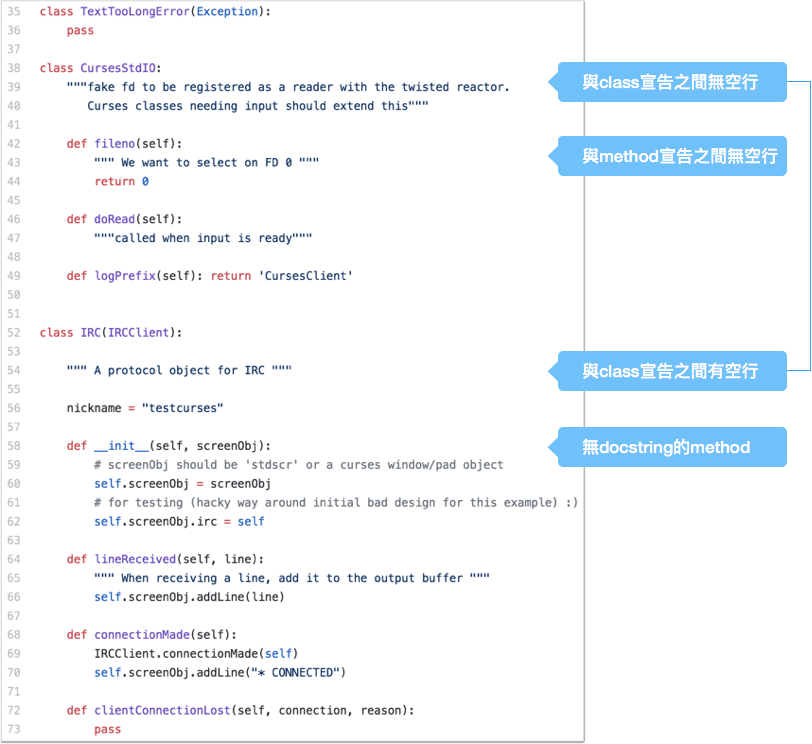 35 class TextTooLongError(Exception):
36     pass
37
38 class CursesStdIO:
39     """fake fd to be registered as a reader with the twisted reactor.
40        Curses classes needing input should extend this"""
41
42     def fileno(self):
43         """ We want to select on FD 0 """
44         return 0
45
46     def doRead(self):
47         """called when input is ready"""
48
49     def logPrefix(self): return 'CursesClient'
50
51
52 class IRC(IRCClient):
53
54     """ A protocol object for IRC """
55
56     nickname = "testcurses"
57
58     def __init__(self, screenObj):
59         # screenObj should be 'stdscr' or a curses window/pad object
60         self.screenObj = screenObj
61         # for testing (hacky way around initial bad design for this example) :)
62         self.screenObj.irc = self
63
64     def lineReceived(self, line):
65         """ When receiving a line, add it to the output buffer """
66         self.screenObj.addLine(line)
67
68     def connectionMade(self):
69         IRCClient.connectionMade(self)
70         self.screenObj.addLine("* CONNECTED")
71
72     def clientConnectionLost(self, connection, reason):
73         pass
與class宣告之間無空行
與method宣告之間無空行
與class宣告之間有空行
無docstring的method